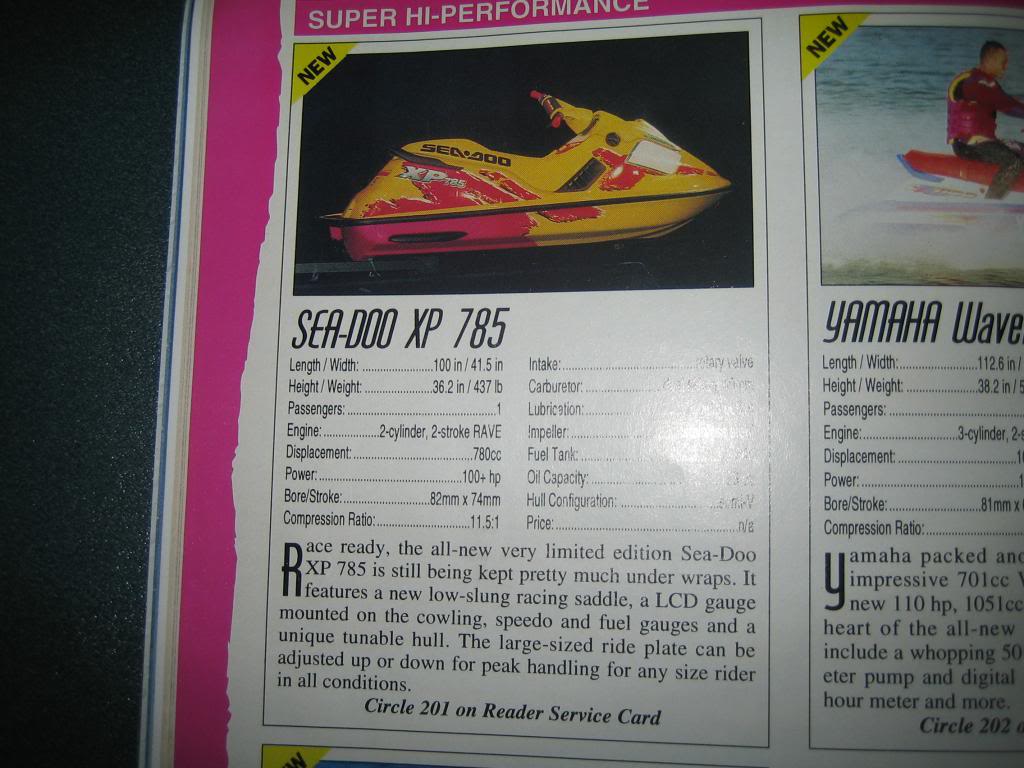 SUPER HI-PERFORMANCE
NEW
SEA-DOO
XP 785
SEA-DOO XP 785
Length / Width: ..............................100 in / 41.5 in
Height / Weight: ..............................36.2 in / 437 lb
Passengers: ..............................1
Engine: ..............................2-cylinder, 2-stroke RAVE
Displacement: ..............................780cc
Power: ..............................100+ hp
Bore/Stroke: ..............................82mm x 74mm
Compression Ratio: ..............................11.5:1
Intake: ..............................rotary valve
Carburetor:
Lubrication:
Impeller:
Fuel Tank:
Oil Capacity:
Hull Configuration:
Price: ..............................n/a
Race ready, the all-new very limited edition Sea-Doo
XP 785 is still being kept pretty much under wraps. It
features a new low-slung racing saddle, a LCD gauge
mounted on the cowling, speedo and fuel gauges and a
unique tunable hull. The large-sized ride plate can be
adjusted up or down for peak handling for any size rider
in all conditions.
Circle 201 on Reader Service Card
NEW
YAMAHA Wave
Length / Width: ..............................112.6 in /
Height / Weight: ..............................38.2 in / 5
Passengers: ..............................
Engine: ..............................3-cylinder, 2-s
Displacement: ..............................1
Power: ..............................1
Bore/Stroke: ..............................81mm x
Compression Ratio: ..............................
Yamaha packed and
impressive 701cc
new 110 hp, 1051cc
heart of the all-new
include a whopping 50
eter pump and digital
hour meter and more.
Circle 202